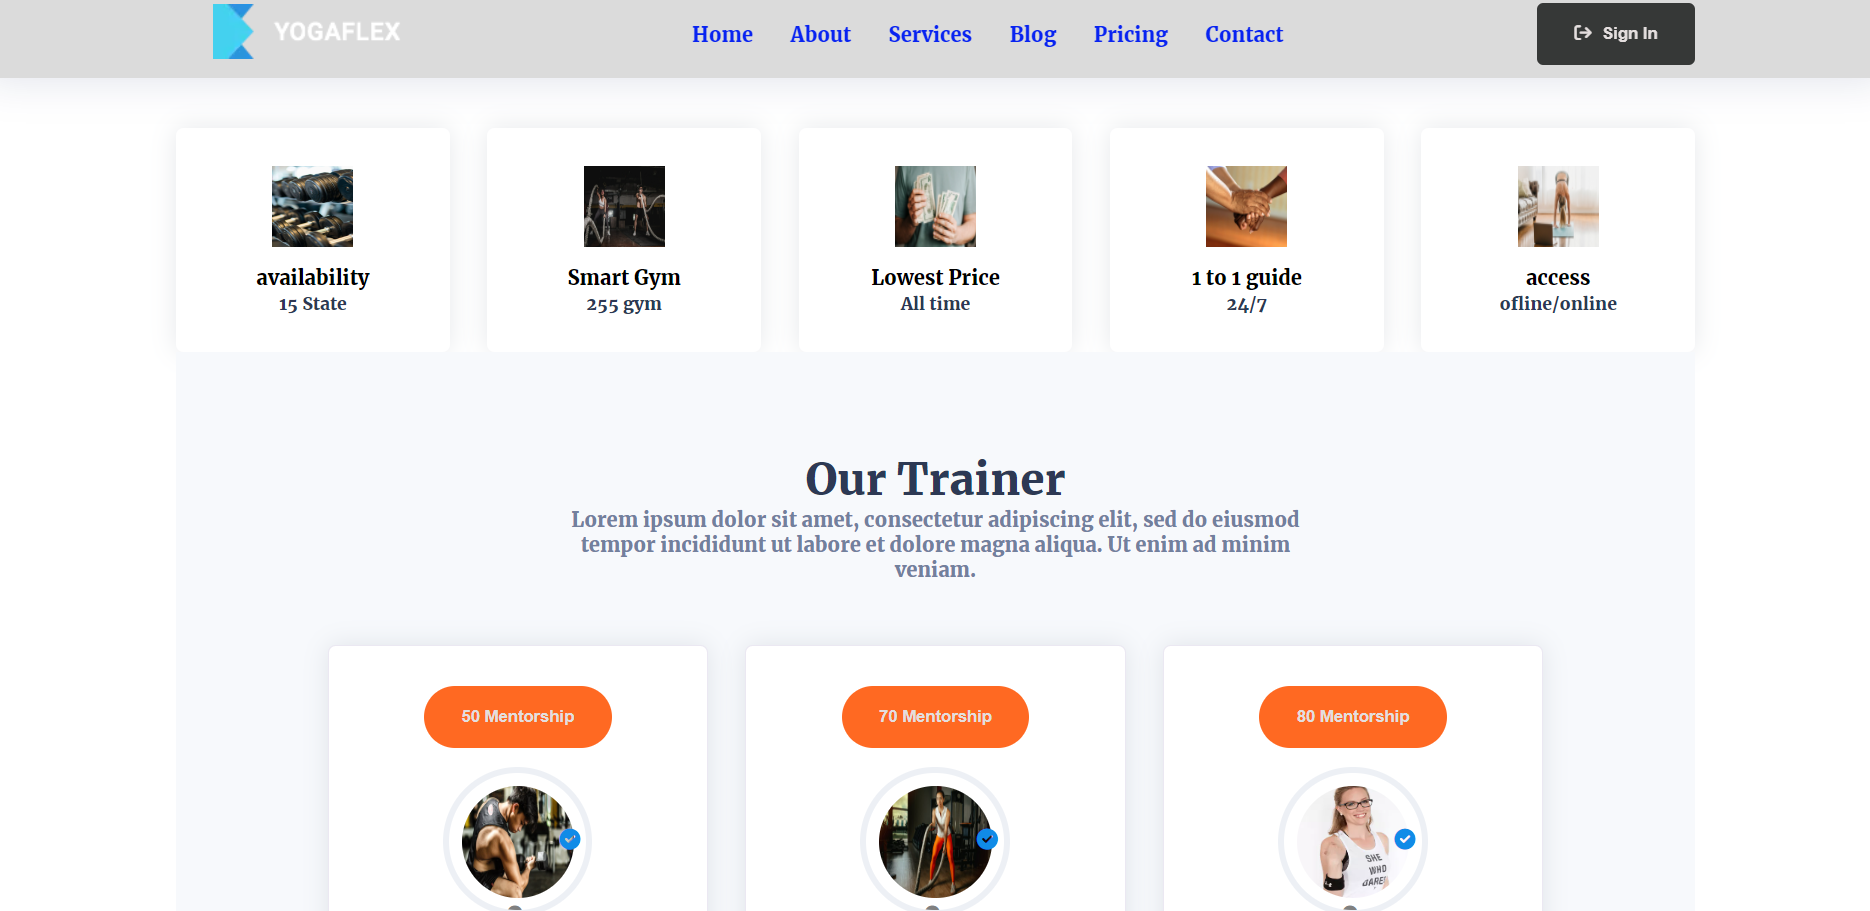 YOGAFLEX
Home About Services Blog Pricing Contact
Sign In
availability
15 State
Smart Gym
255 gym
Lowest Price
All time
1 to 1 guide
24/7
access
ofline/online
Our Trainer
Lorem ipsum dolor sit amet, consectetur adipiscing elit, sed do eiusmod
tempor incididunt ut labore et dolore magna aliqua. Ut enim ad minim
veniam.
50 Mentorship
70 Mentorship
80 Mentorship
SHE
WHO
DARED